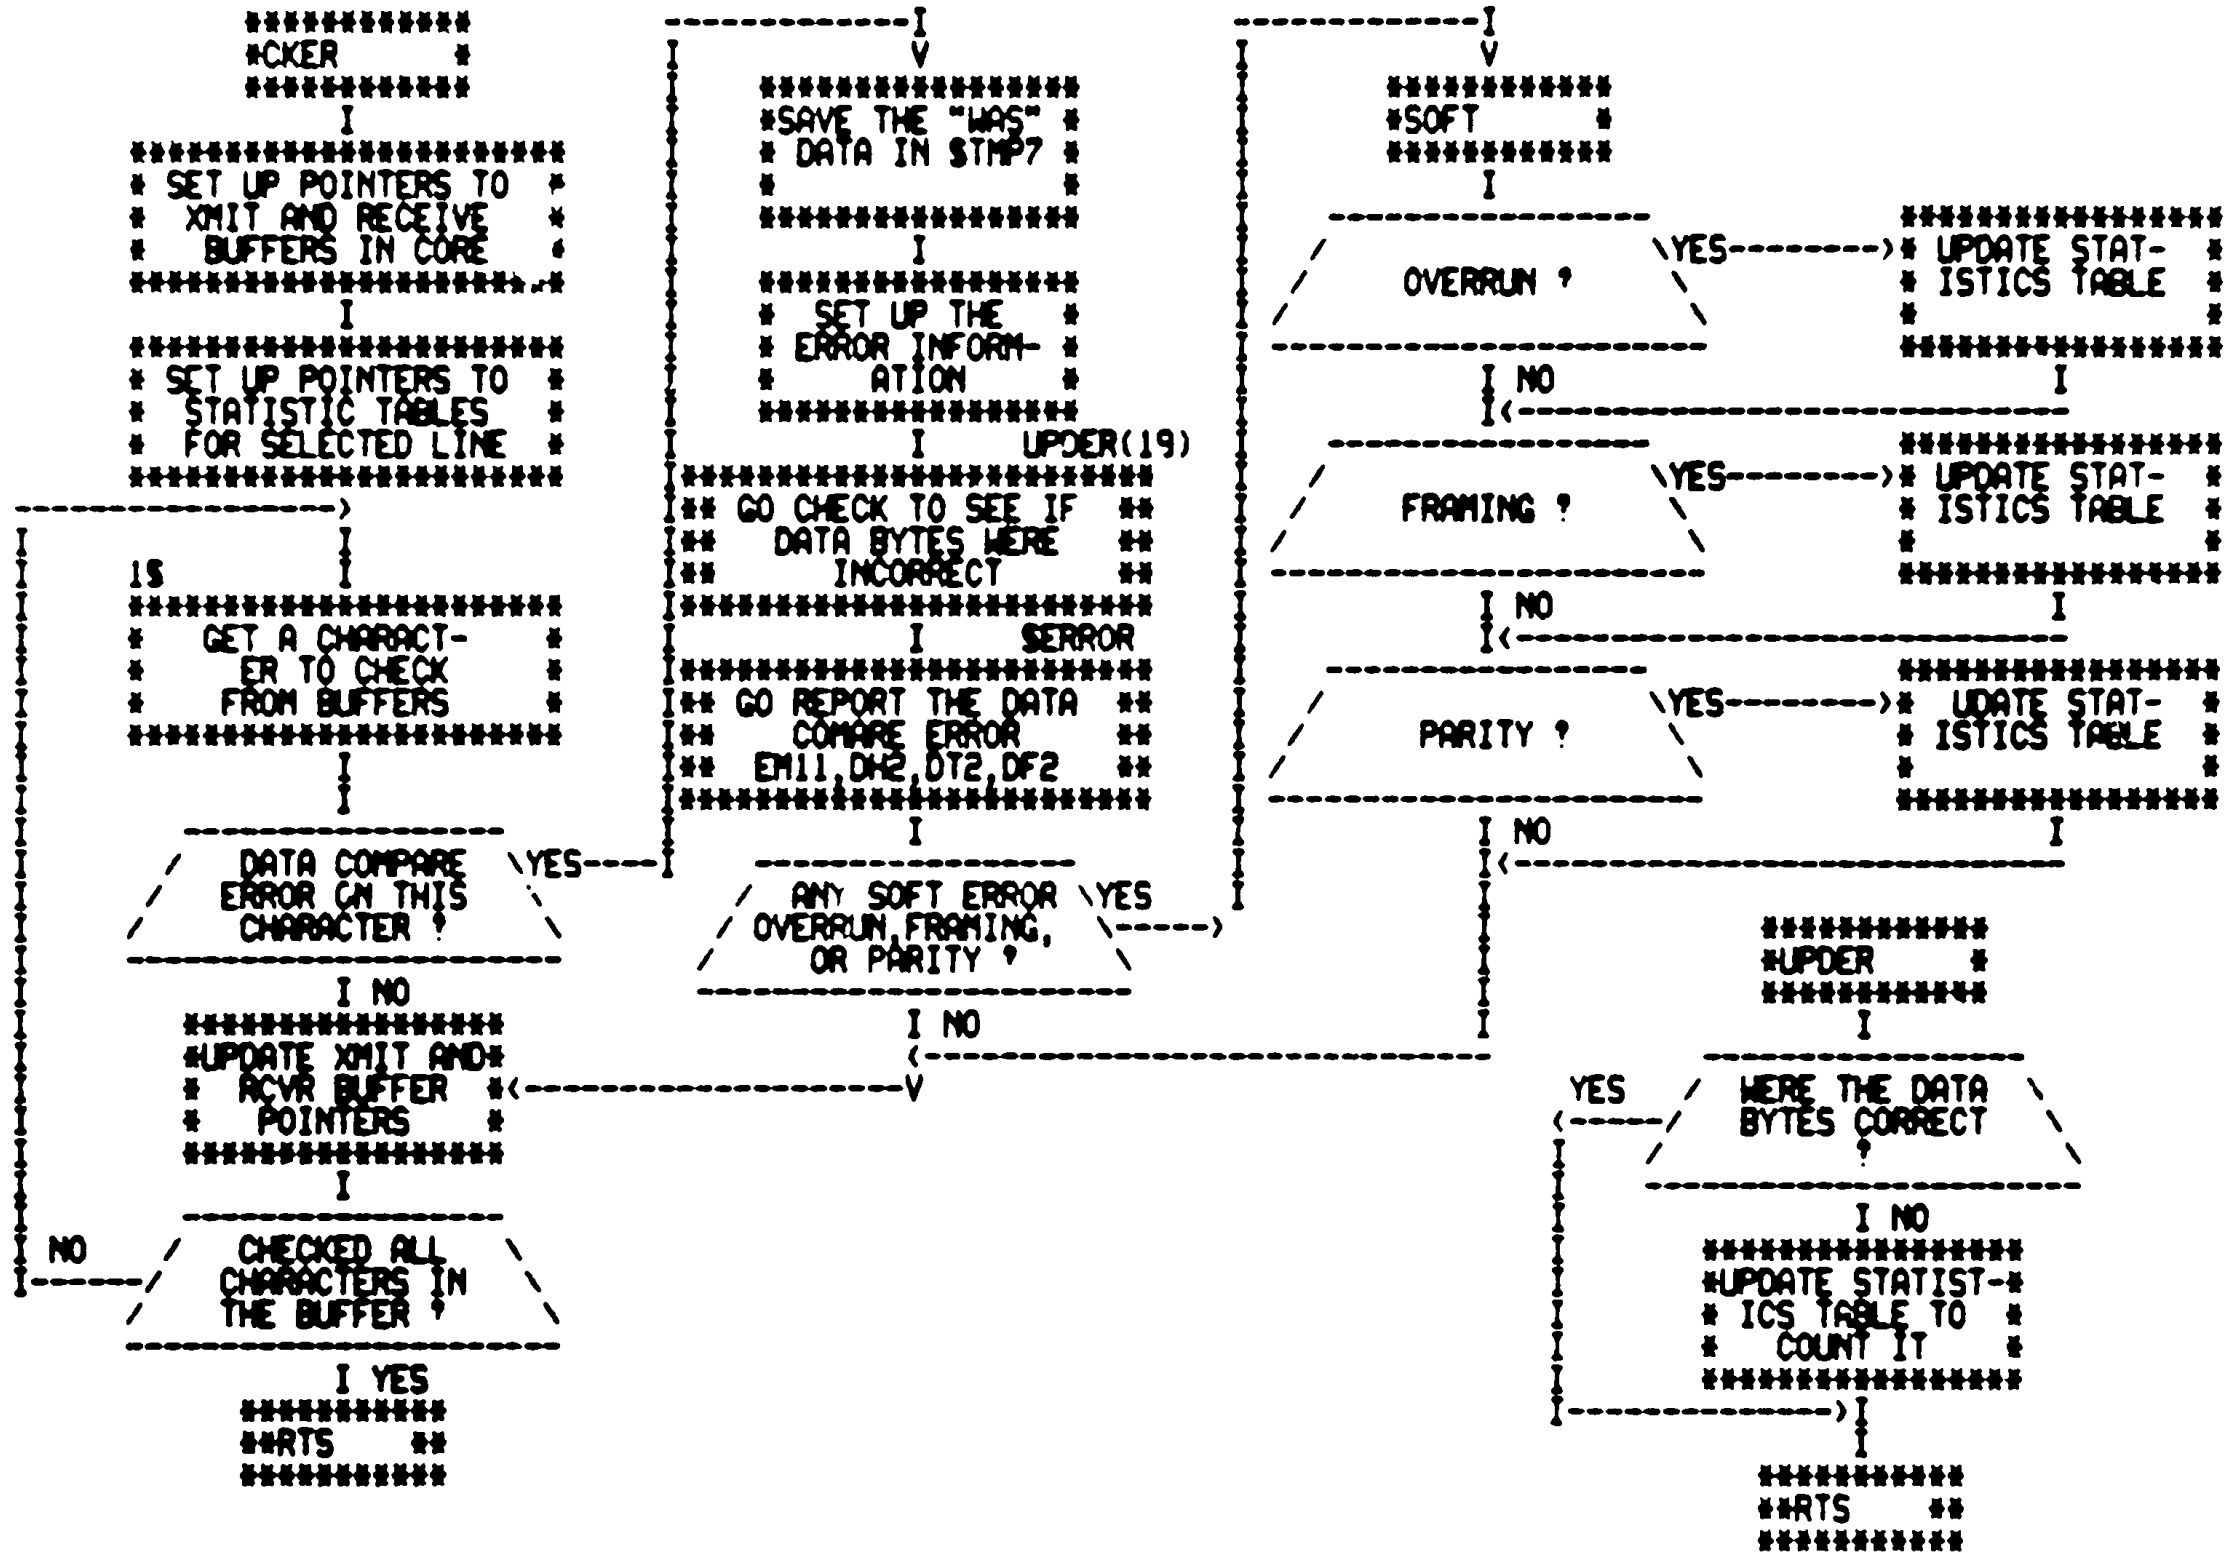 CKER
SET UP POINTERS TO
XMIT AND RECEIVE
BUFFERS IN CORE
SET UP POINTERS TO
STATISTIC TABLES
FOR SELECTED LINE
1$
GET A CHARACT-
ER TO CHECK
FROM BUFFERS
DATA COMPARE
ERROR ON THIS
CHARACTER ?
YES
NO
UPDATE XMIT AND
RCVR BUFFER
POINTERS
CHECKED ALL
CHARACTERS IN
THE BUFFER ?
NO
YES
RTS
SAVE THE "WAS"
DATA IN $TMP7
SET UP THE
ERROR INFORM-
ATION
UPDER(19)
GO CHECK TO SEE IF
DATA BYTES WERE
INCORRECT
$ERROR
GO REPORT THE DATA
COMARE ERROR
EM11,DH2,DT2,DF2
ANY SOFT ERROR
OVERRUN,FRAMING,
OR PARITY ?
YES
NO
SOFT
OVERRUN ?
YES
UPDATE STAT-
ISTICS TABLE
NO
FRAMING ?
YES
UPDATE STAT-
ISTICS TABLE
NO
PARITY ?
YES
UDATE STAT-
ISTICS TABLE
NO
UPDER
WERE THE DATA
BYTES CORRECT
?
YES
NO
UPDATE STATIST-
ICS TABLE TO
COUNT IT
RTS